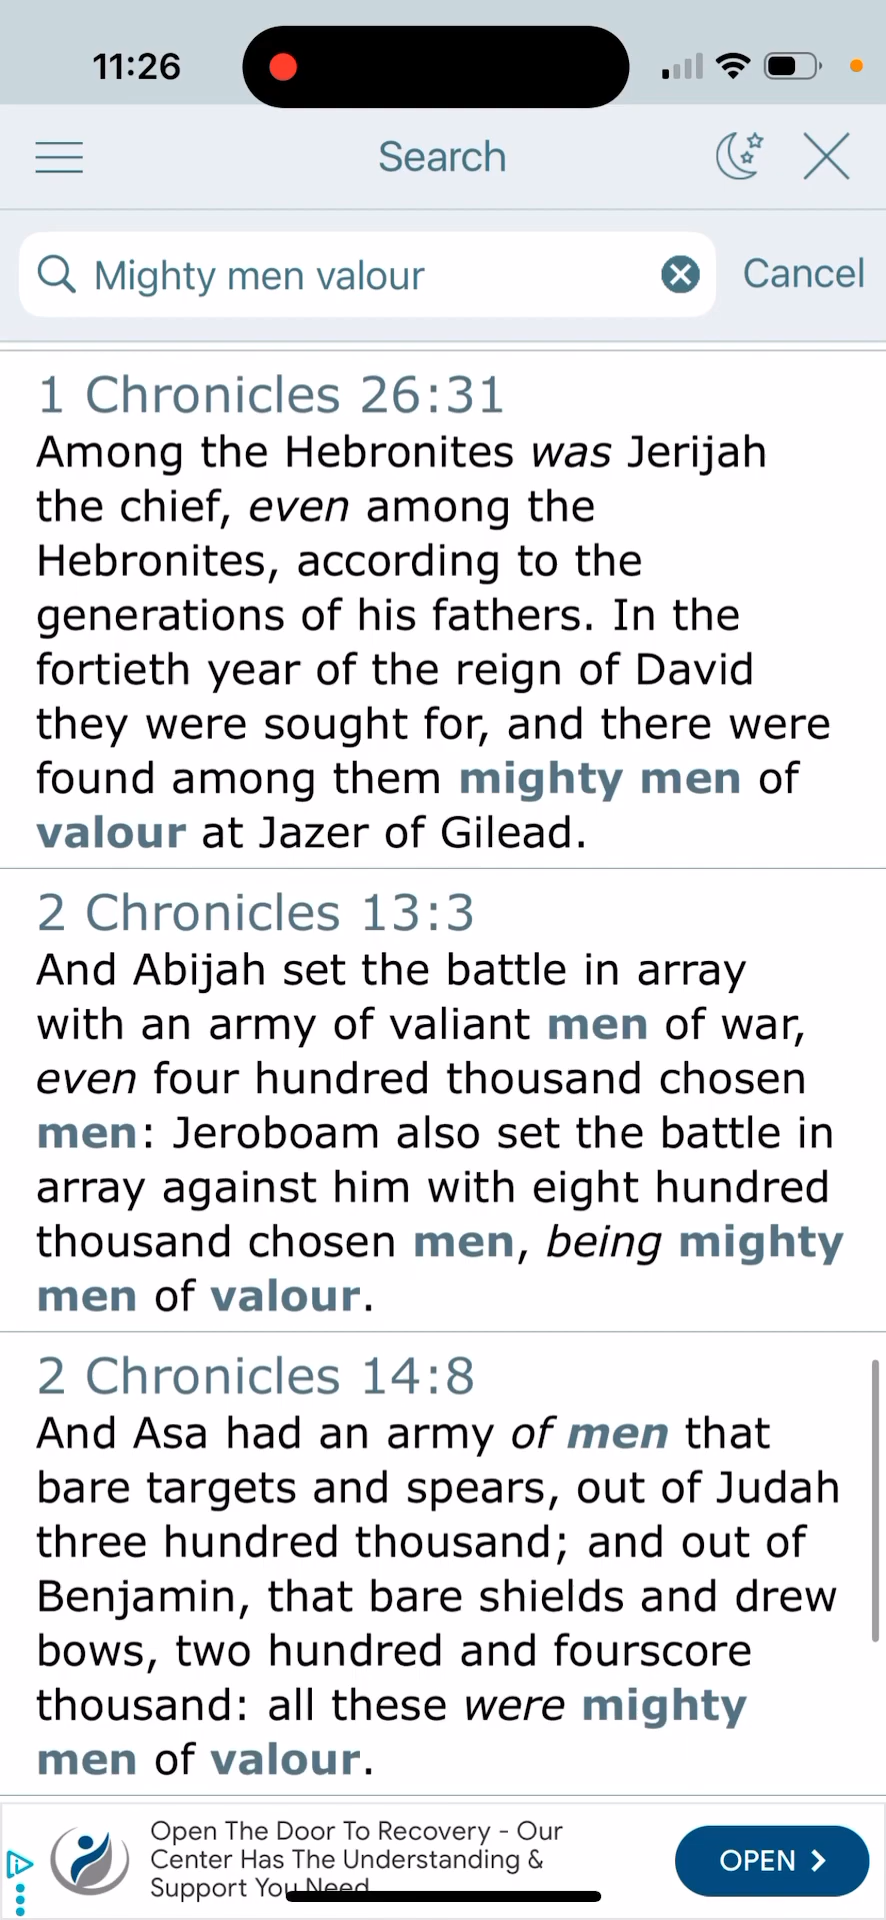 11:26
Search
Mighty men valour
Cancel
1 Chronicles 26:31
Among the Hebronites was Jerijah
the chief, even among the
Hebronites, according to the
generations of his fathers. In the
fortieth year of the reign of David
they were sought for, and there were
found among them mighty men of
valour at Jazer of Gilead.
2 Chronicles 13:3
And Abijah set the battle in array
with an army of valiant men of war,
even four hundred thousand chosen
men: Jeroboam also set the battle in
array against him with eight hundred
thousand chosen men, being mighty
men of valour.
2 Chronicles 14:8
And Asa had an army of men that
bare targets and spears, out of Judah
three hundred thousand; and out of
Benjamin, that bare shields and drew
bows, two hundred and fourscore
thousand: all these were mighty
men of valour.
Open The Door To Recovery - Our
Center Has The Understanding &
Support You Need
OPEN